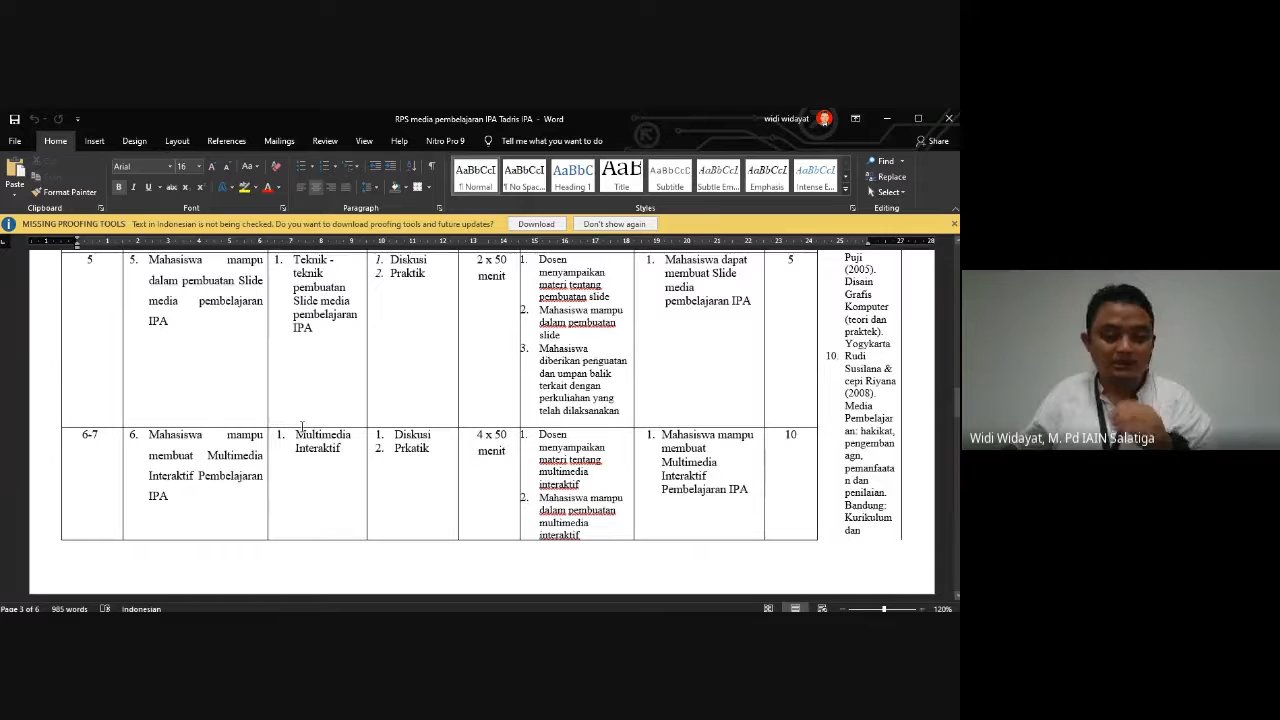 RPS media pembelajaran IPA Tadris IPA - Word
widi widayat
File Home Insert Design Layout References Mailings Review View Help Nitro Pro 9 Tell me what you want to do
Share
Paste
Cut
Format Painter
Clipboard
Arial 16
Font
Paragraph
AaBbCcI AaBbCcI AaBbCc AaB AaBbCcD AaBbCcI AaBbCcI AaBbCcI
¶ Normal ¶ No Spac... Heading 1 Title Subtitle Subtle Em... Emphasis Intense E...
Styles
Find
Replace
Select
Editing
MISSING PROOFING TOOLS Text in Indonesian is not being checked. Do you want to download proofing tools and future updates? Download Don't show again
5
5. Mahasiswa mampu
dalam pembuatan Slide
media pembelajaran
IPA
1. Teknik -
teknik
pembuatan
Slide media
pembelajaran
IPA
1. Diskusi
2. Praktik
2 x 50
menit
1. Dosen
menyampaikan
materi tentang
pembuatan slide
2. Mahasiswa mampu
dalam pembuatan
slide
3. Mahasiswa
diberikan penguatan
dan umpan balik
terkait dengan
perkuliahan yang
telah dilaksanakan
1. Mahasiswa dapat
membuat Slide
media
pembelajaran IPA
5
Puji
(2005).
Disain
Grafis
Komputer
(teori dan
praktek).
Yogyakarta
10. Rudi
Susilana &
cepi Riyana
(2008).
Media
Pembelajar
an: hakikat,
pengemban
agn,
pemanfaata
n dan
penilaian.
Bandung:
Kurikulum
dan
6-7
6. Mahasiswa mampu
membuat Multimedia
Interaktif Pembelajaran
IPA
1. Multimedia
Interaktif
1. Diskusi
2. Prkatik
4 x 50
menit
1. Dosen
menyampaikan
materi tentang
multimedia
interaktif
2. Mahasiswa mampu
dalam pembuatan
multimedia
interaktif
1. Mahasiswa mampu
membuat
Multimedia
Interaktif
Pembelajaran IPA
10
Page 3 of 6 985 words Indonesian
120%
Widi Widayat, M. Pd IAIN Salatiga